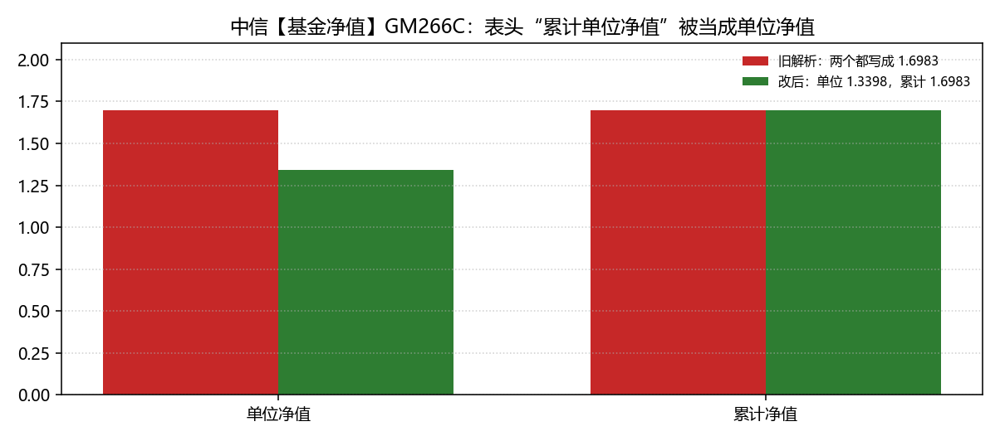 中信【基金净值】GM266C：表头“累计单位净值”被当成单位净值
旧解析：两个都写成 1.6983
改后：单位 1.3398，累计 1.6983
2.00
1.75
1.50
1.25
1.00
0.75
0.50
0.25
0.00
单位净值
累计净值